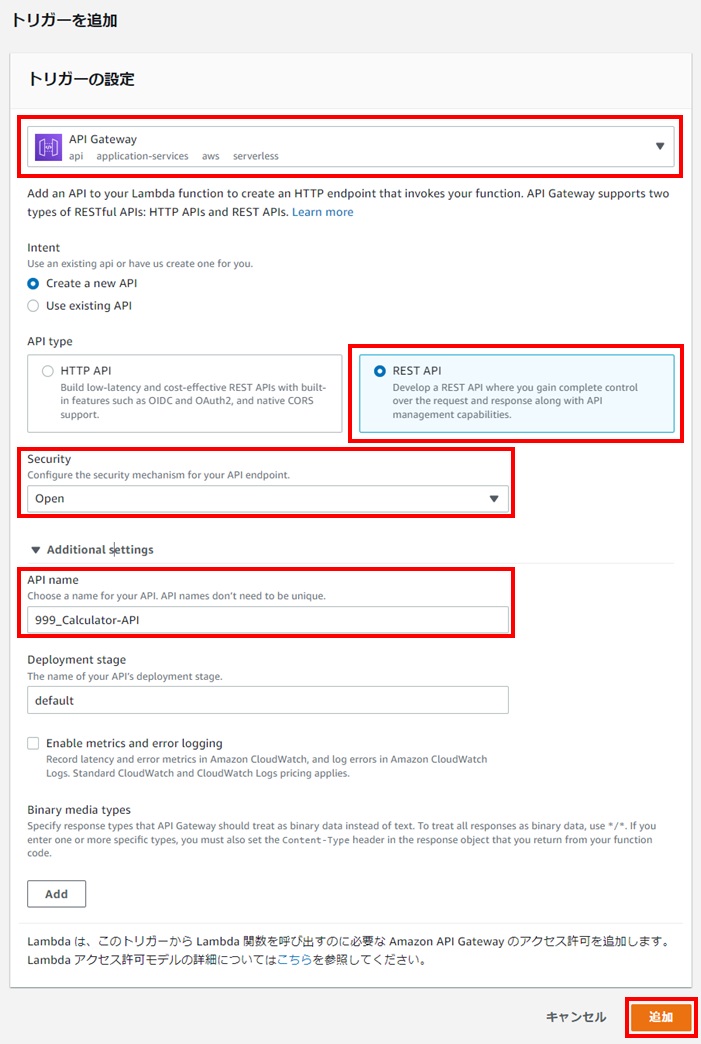 トリガーを追加
トリガーの設定
API Gateway
api application-services aws serverless
Add an API to your Lambda function to create an HTTP endpoint that invokes your function. API Gateway supports two
types of RESTful APIs: HTTP APIs and REST APIs. Learn more
Intent
Use an existing api or have us create one for you.
Create a new API
Use existing API
API type
HTTP API
Build low-latency and cost-effective REST APIs with built-
in features such as OIDC and OAuth2, and native CORS
support.
REST API
Develop a REST API where you gain complete control
over the request and response along with API
management capabilities.
Security
Configure the security mechanism for your API endpoint.
Open
Additional settings
API name
Choose a name for your API. API names don't need to be unique.
999_Calculator-API
Deployment stage
The name of your API's deployment stage.
default
Enable metrics and error logging
Record latency and error metrics in Amazon CloudWatch, and log errors in Amazon CloudWatch
Logs. Standard CloudWatch and CloudWatch Logs pricing applies.
Binary media types
Specify response types that API Gateway should treat as binary data instead of text. To treat all responses as binary data, use */*. If you
enter one or more specific types, you must also set the Content-Type header in the response object that you return from your function
code.
Add
Lambda は、このトリガーから Lambda 関数を呼び出すのに必要な Amazon API Gateway のアクセス許可を追加します。
Lambda アクセス許可モデルの詳細についてはこちらを参照してください。
キャンセル
追加